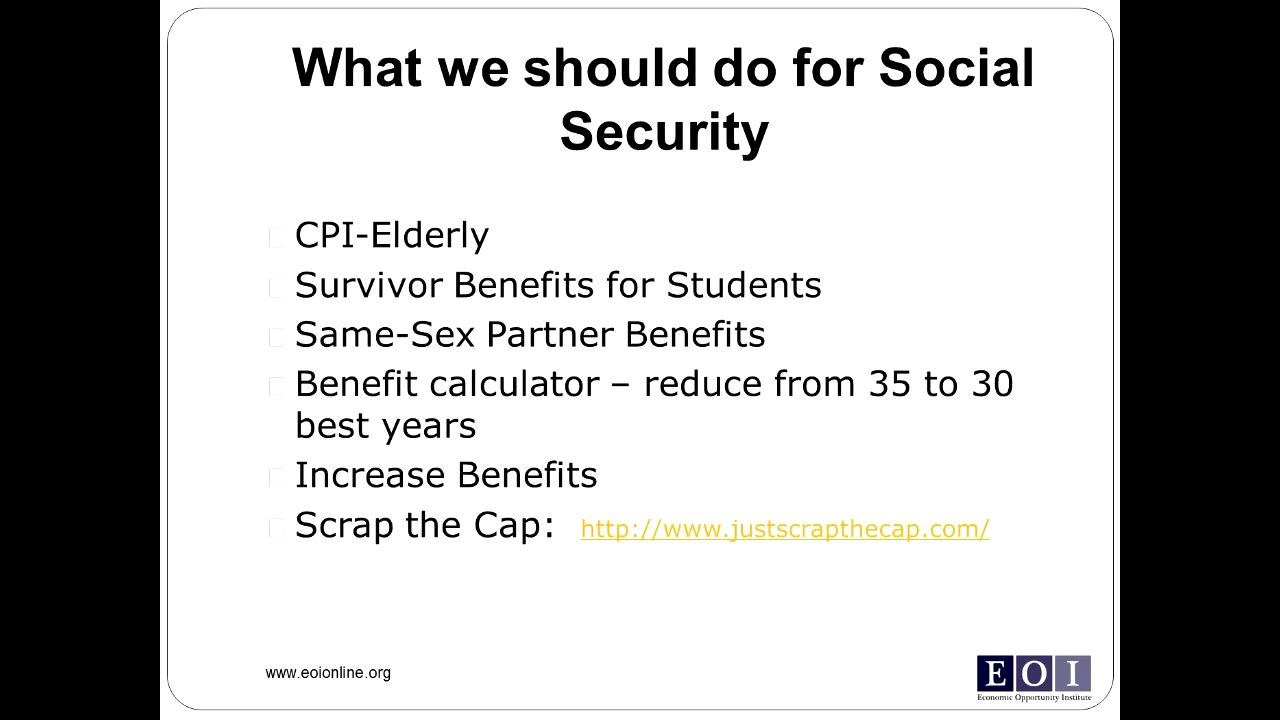 What we should do for Social
Security
CPI-Elderly
Survivor Benefits for Students
Same-Sex Partner Benefits
Benefit calculator – reduce from 35 to 30
best years
Increase Benefits
Scrap the Cap: http://www.justscrapthecap.com/
www.eoionline.org
E O I
Economic Opportunity Institute